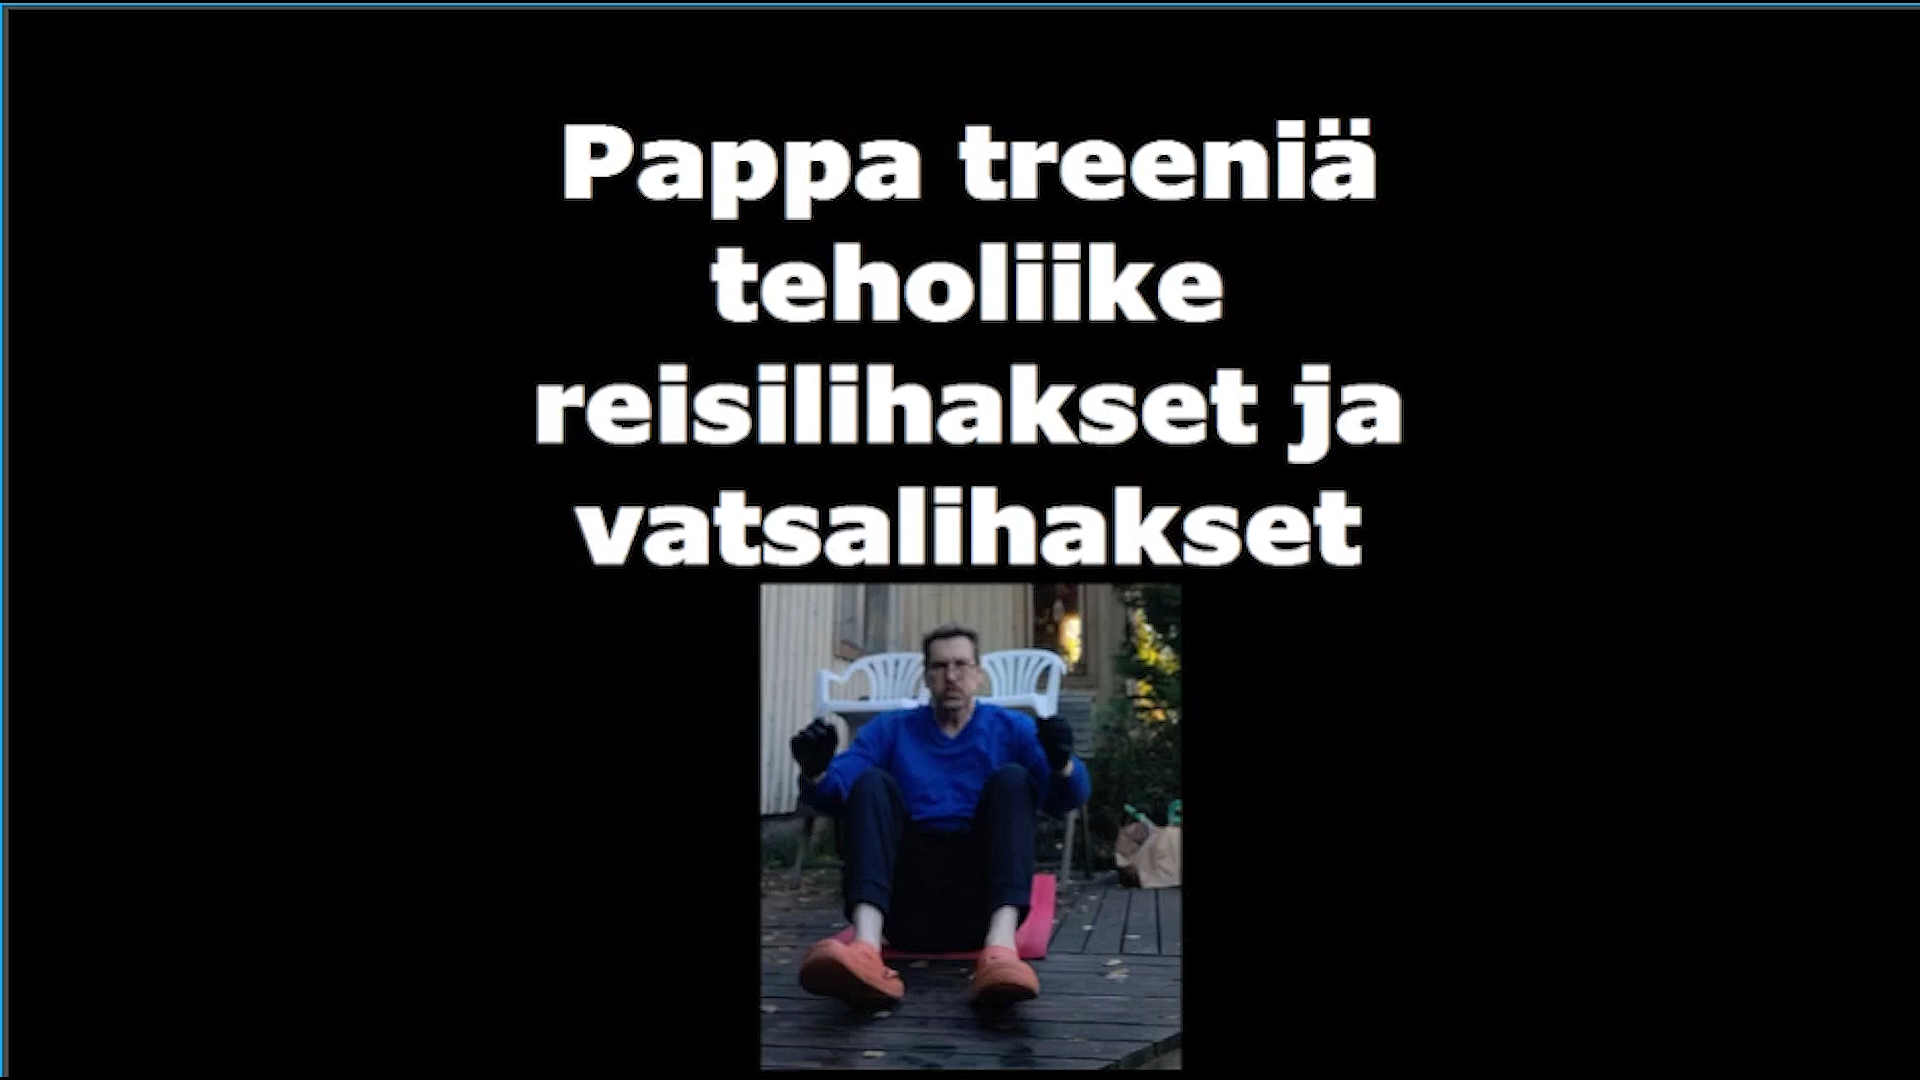 Pappa treeniä
teholiike
reisilihakset ja
vatsalihakset